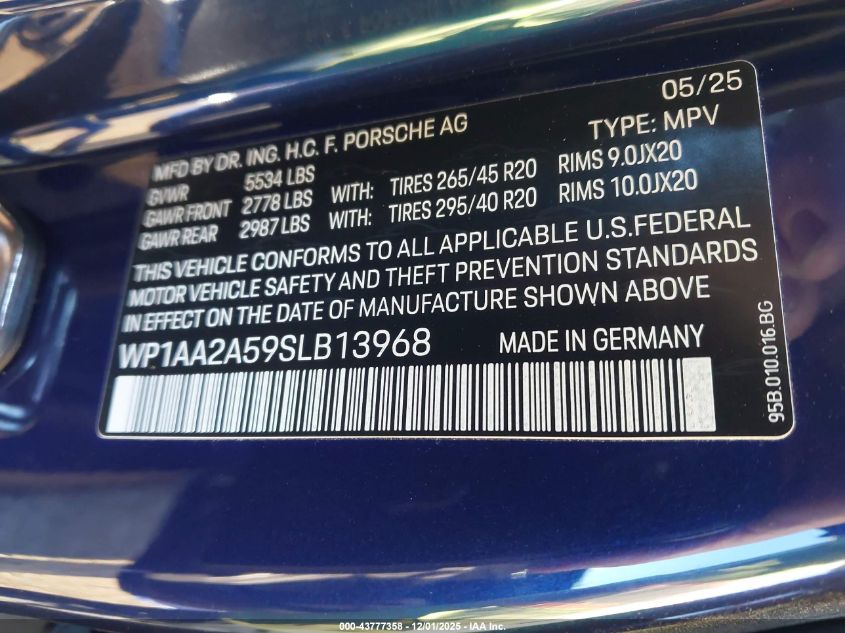 05/25
MFD BY DR. ING. H.C. F. PORSCHE AG TYPE: MPV
GVWR 5534 LBS
GAWR FRONT 2778 LBS WITH: TIRES 265/45 R20 RIMS 9.0JX20
GAWR REAR 2987 LBS WITH: TIRES 295/40 R20 RIMS 10.0JX20
THIS VEHICLE CONFORMS TO ALL APPLICABLE U.S.FEDERAL
MOTOR VEHICLE SAFETY AND THEFT PREVENTION STANDARDS
IN EFFECT ON THE DATE OF MANUFACTURE SHOWN ABOVE
WP1AA2A59SLB13968 MADE IN GERMANY
95B.010.016.BG
000-43777358 - 12/01/2025 - IAA Inc.